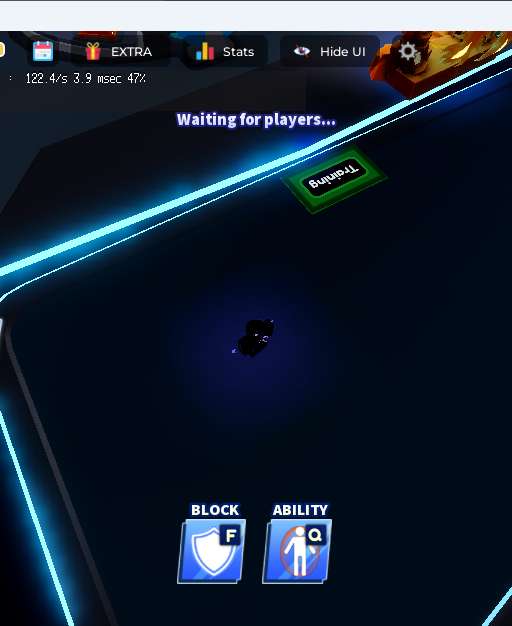 EXTRA Stats Hide UI
: 122.4/s 3.9 msec 47%
Waiting for players...
Training
BLOCK ABILITY
F Q